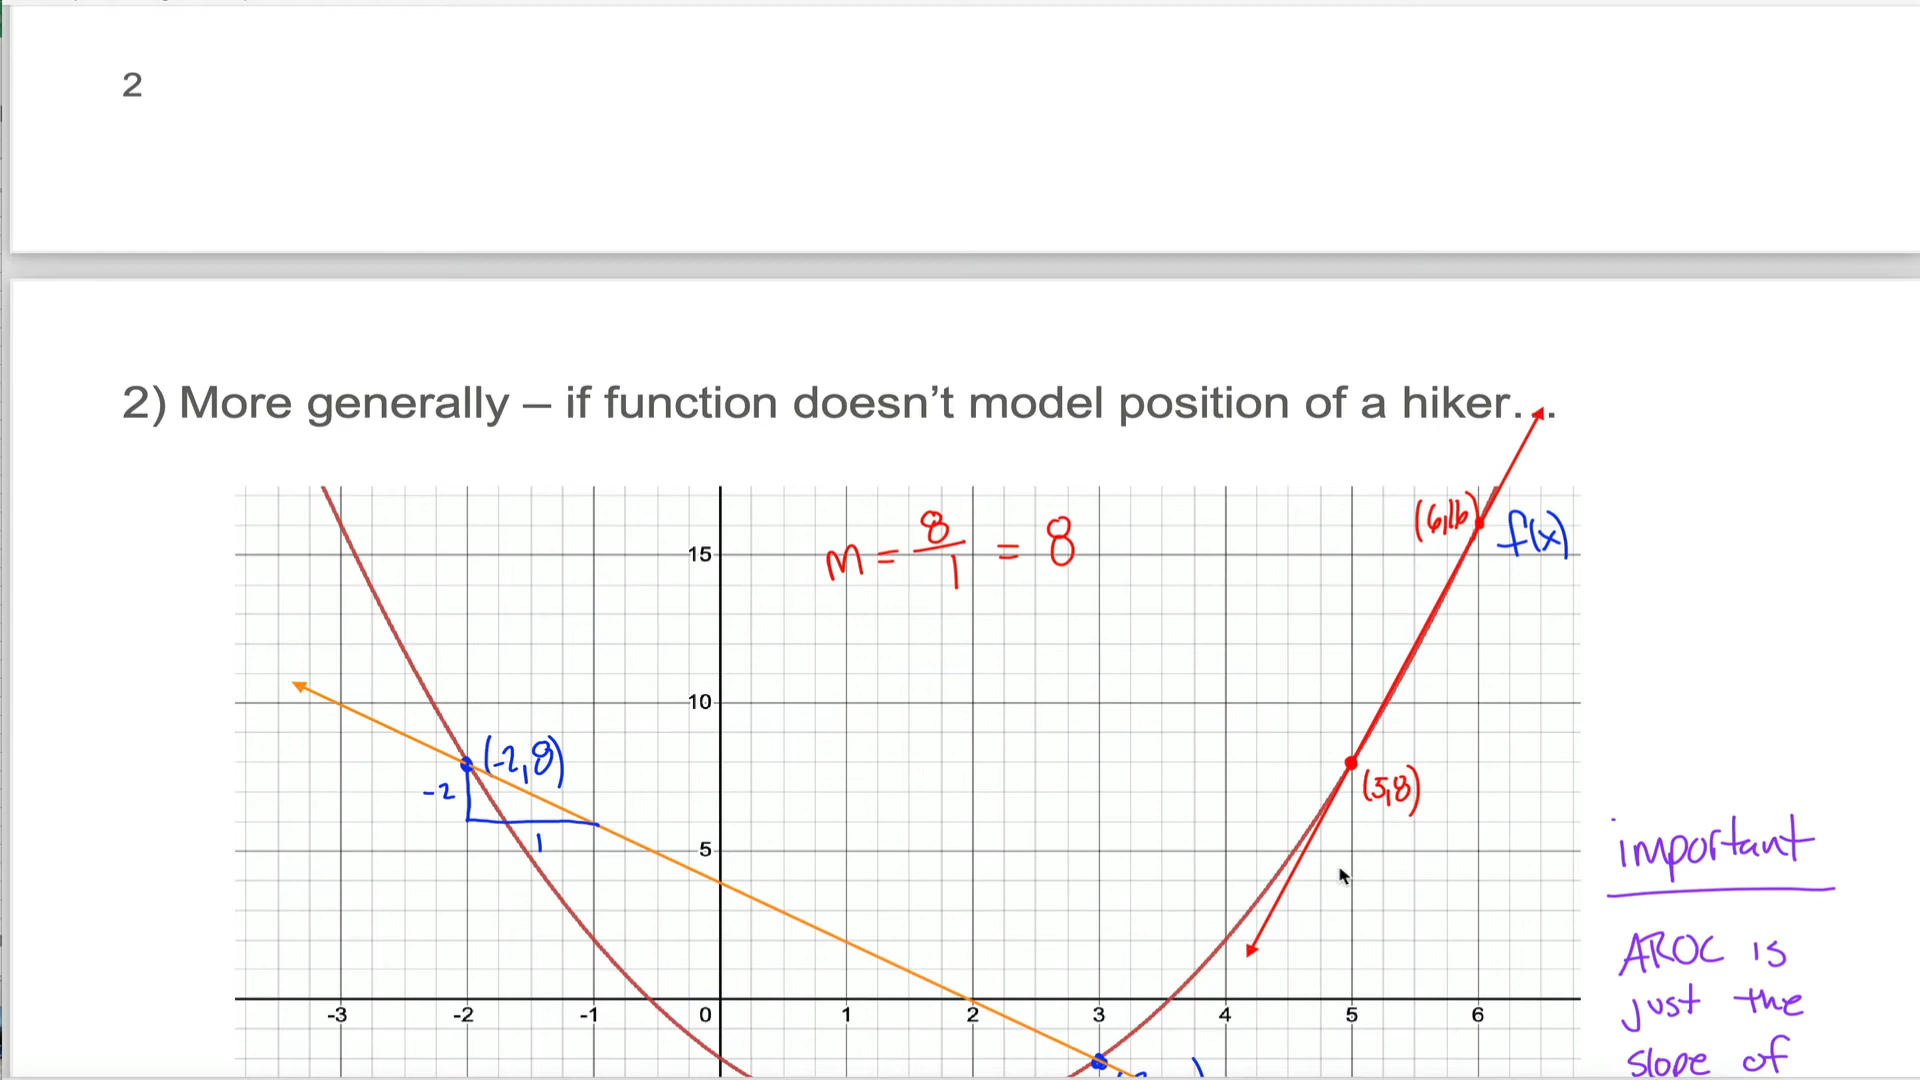 2
2) More generally – if function doesn’t model position of a hiker…
m = 8/1 = 8
(6,16)
f(x)
15
10
(-2,8)
-2
1
(5,8)
5
important
AROC is
just the
slope of
-3 -2 -1 0 1 2 3 4 5 6